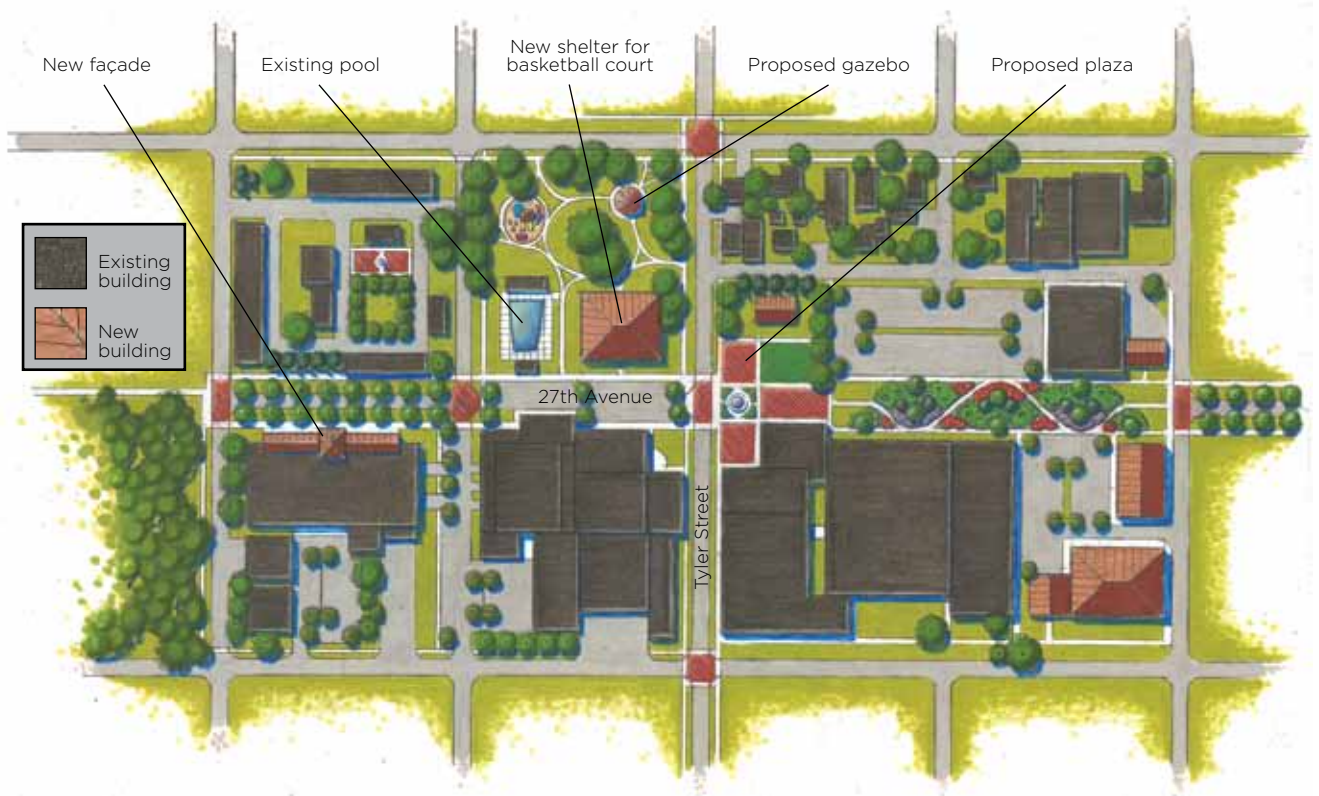 New façade
Existing pool
New shelter for
basketball court
Proposed gazebo
Proposed plaza
Existing
building
New
building
27th Avenue
Tyler Street